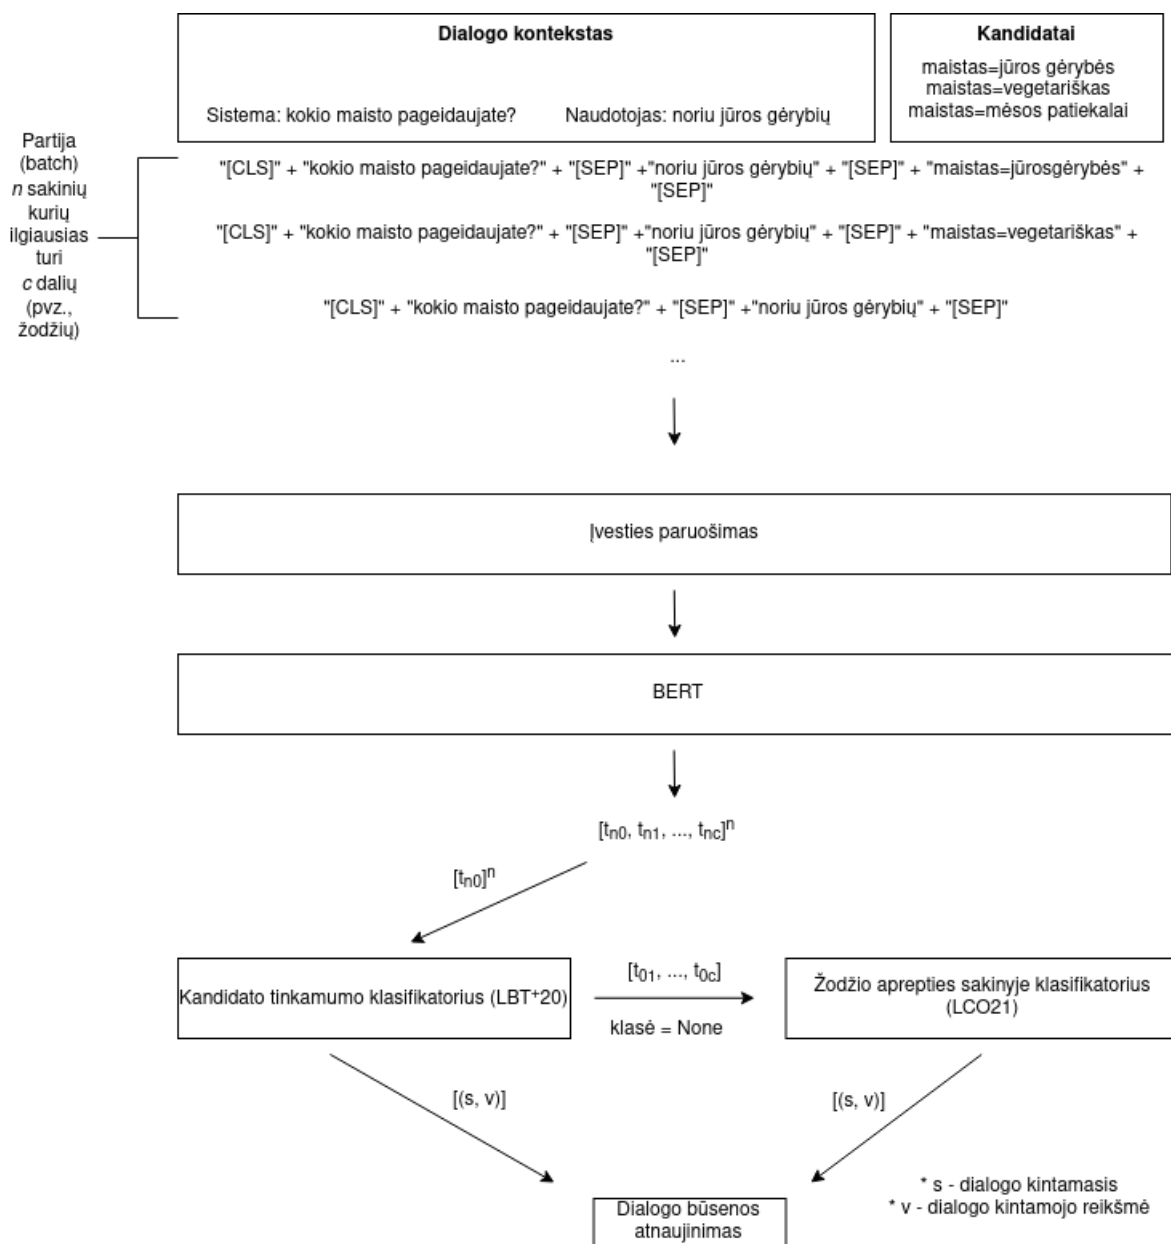 Dialogo kontekstas
Sistema: kokio maisto pageidaujate? Naudotojas: noriu jūros gėrybių
Kandidatai
maistas=jūros gėrybės
maistas=vegetariškas
maistas=mėsos patiekalai
Partija
(batch)
n sakinių
kurių
ilgiausias
turi
c dalių
(pvz.,
žodžių)
"[CLS]" + "kokio maisto pageidaujate?" + "[SEP]" +"noriu jūros gėrybių" + "[SEP]" + "maistas=jūrosgėrybės" +
"[SEP]"
"[CLS]" + "kokio maisto pageidaujate?" + "[SEP]" +"noriu jūros gėrybių" + "[SEP]" + "maistas=vegetariškas" +
"[SEP]"
"[CLS]" + "kokio maisto pageidaujate?" + "[SEP]" +"noriu jūros gėrybių" + "[SEP]"
...
Įvesties paruošimas
BERT
[tn0, tn1, ..., tnc]n
[tn0]n
Kandidato tinkamumo klasifikatorius (LBT+20)
[t01, ..., t0c]
klasė = None
Žodžio aprepties sakinyje klasifikatorius
(LCO21)
[(s, v)]
[(s, v)]
Dialogo būsenos
atnaujinimas
* s - dialogo kintamasis
* v - dialogo kintamojo reikšmė